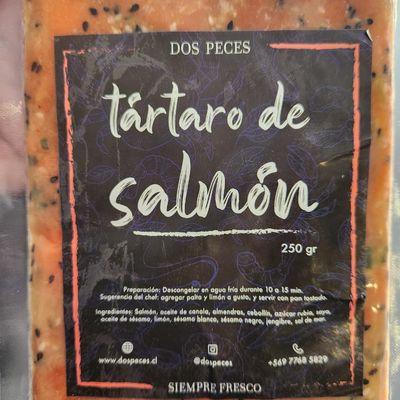 DOS PECES
tártaro de
salmón
250 gr
Preparación: Descongelar en agua fría durante 10 a 15 min.
Sugerencia del chef: agregar palta y limón a gusto, y servir con pan tostado.
Ingredientes: Salmón, aceite de canola, almendras, cebollín, azúcar rubia, soya,
aceite de sésamo, limón, sésamo blanco, sésamo negro, jengibre, sal de mar.
www.dospeces.cl @dospeces +569 7768 5829
SIEMPRE FRESCO